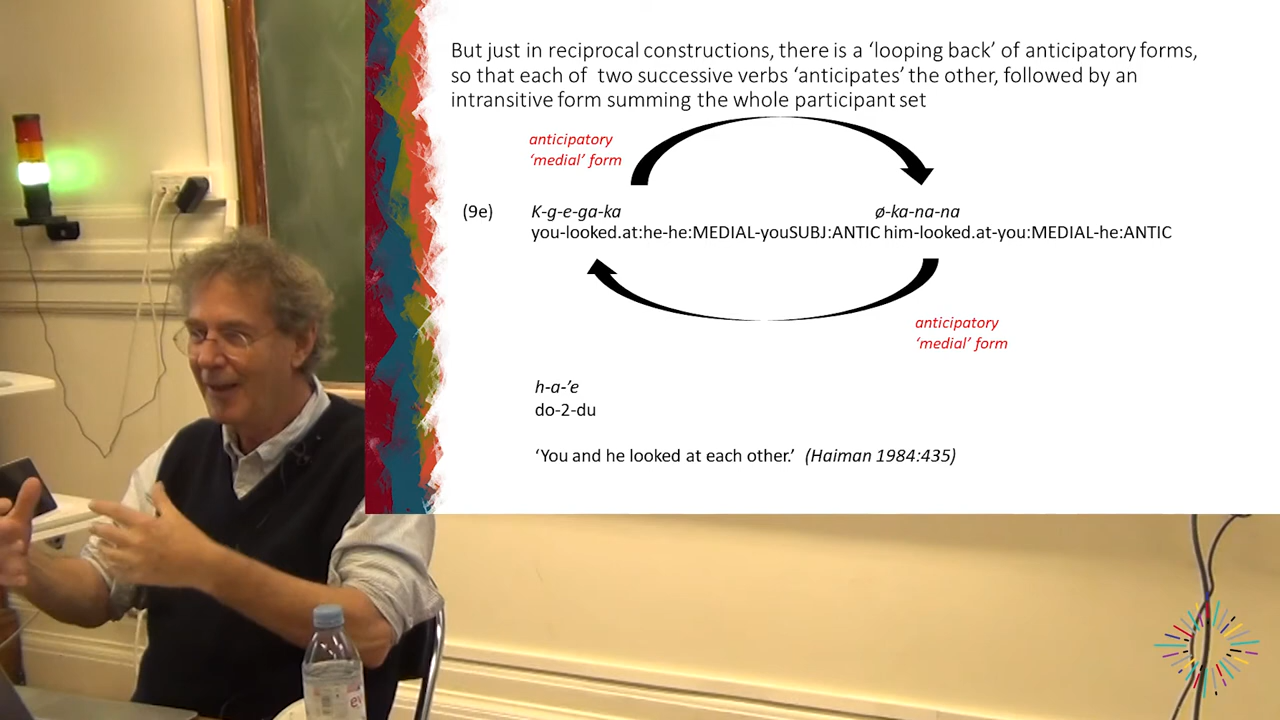 But just in reciprocal constructions, there is a ‘looping back’ of anticipatory forms,
so that each of two successive verbs ‘anticipates’ the other, followed by an
intransitive form summing the whole participant set
anticipatory
‘medial’ form
(9e) K-g-e-ga-ka ø-ka-na-na
you-looked.at:he-he:MEDIAL-youSUBJ:ANTIC him-looked.at-you:MEDIAL-he:ANTIC
anticipatory
‘medial’ form
h-a-’e
do-2-du
‘You and he looked at each other.’ (Haiman 1984:435)